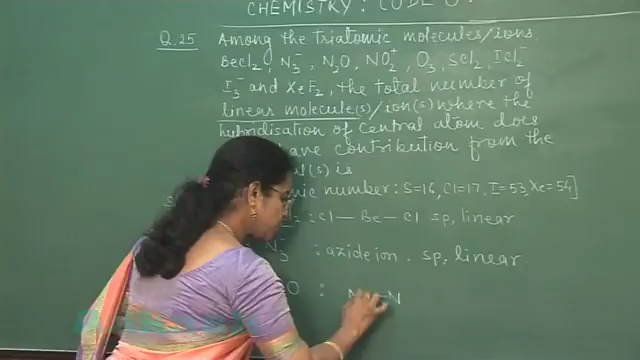 CHEMISTRY : CODE
Q.25 Among the triatomic molecules/ions,
BeCl₂, N₃⁻, N₂O, NO₂⁺, O₃, SCl₂, ICl₂⁻
I₃⁻ and XeF₂, the total number of
linear molecule(s)/ion(s) where the
hybridisation of central atom does
have contribution from the
is
number: S=16, Cl=17, I=53, Xe=54]
: Cl — Be — Cl sp, linear
N₃⁻ : azide ion. sp, linear
O : N — N